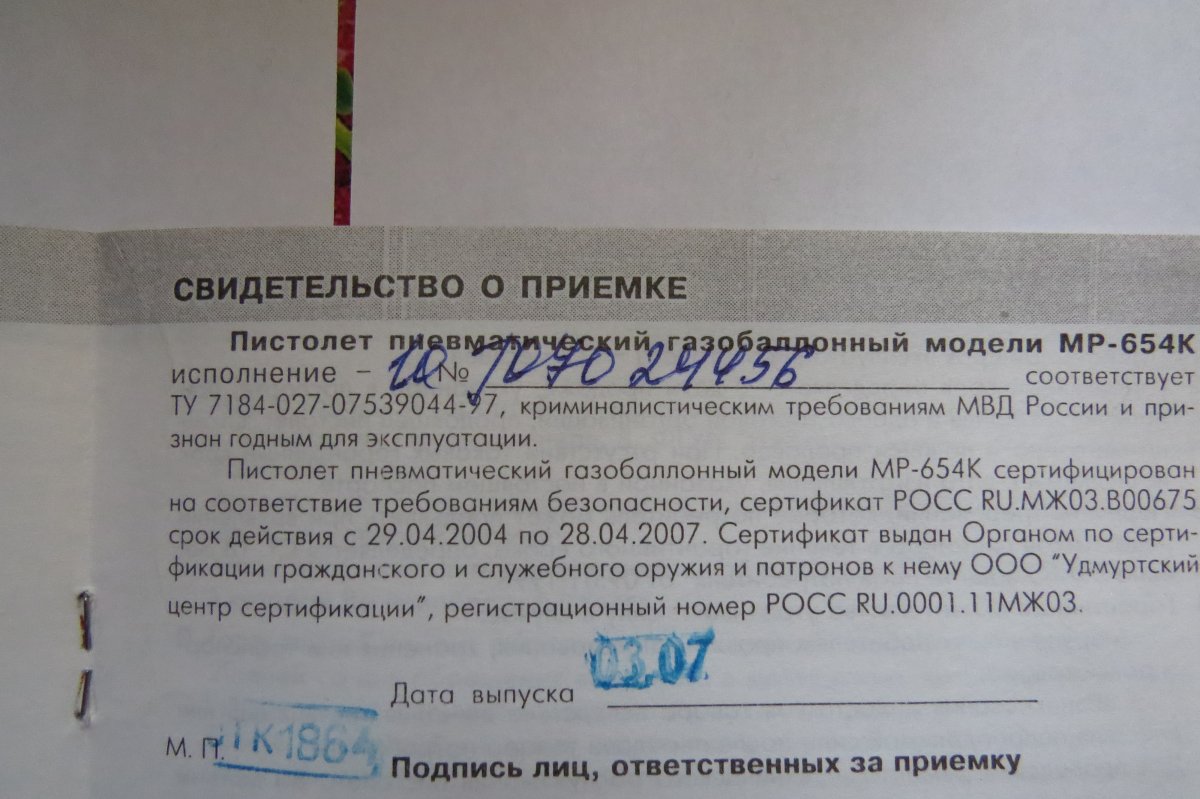 СВИДЕТЕЛЬСТВО О ПРИЕМКЕ
Пистолет пневматический газобаллонный модели МР-654К
исполнение – 10 № Т070 24456 соответствует
ТУ 7184-027-07539044-97, криминалистическим требованиям МВД России и при-
знан годным для эксплуатации.
Пистолет пневматический газобаллонный модели МР-654К сертифицирован
на соответствие требованиям безопасности, сертификат РОСС RU.МЖ03.В00675
срок действия с 29.04.2004 по 28.04.2007. Сертификат выдан Органом по серти-
фикации гражданского и служебного оружия и патронов к нему ООО "Удмуртский
центр сертификации", регистрационный номер РОСС RU.0001.11МЖ03.
Дата выпуска 03.07
М. П. ТК1864
Подпись лиц, ответственных за приемку